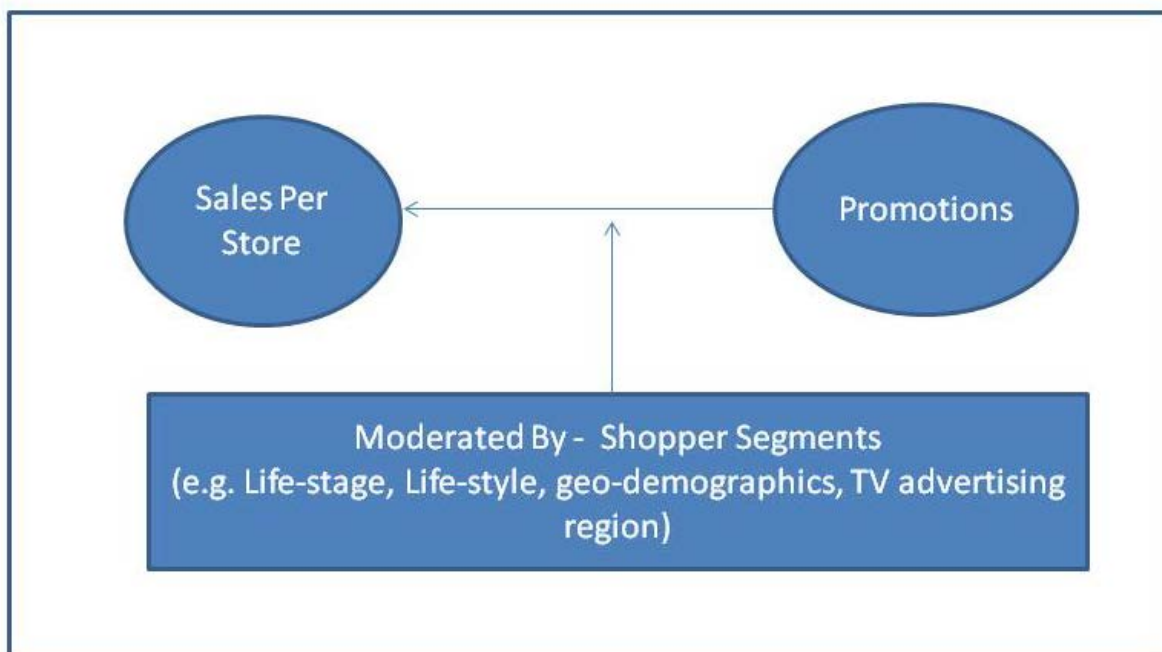 Sales Per
Store
Promotions
Moderated By - Shopper Segments
(e.g. Life-stage, Life-style, geo-demographics, TV advertising
region)